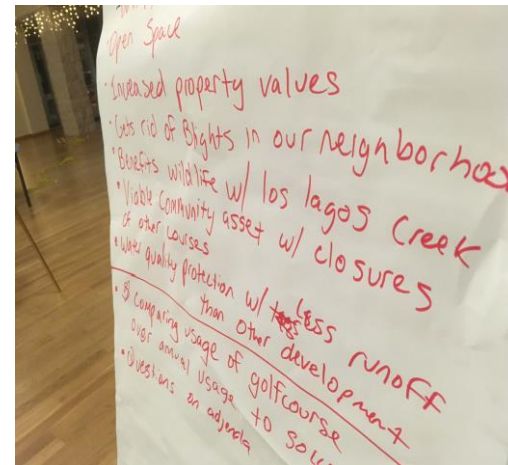 Open Space
• Increased property values
• Gets rid of Blights in our neighborhoo
• Benefits wildlife w/ los lagos Creek
• Viable Community asset w/ closures
of other courses
• Water quality protection w/ Less runoff
than other development
• Comparing usage of golfcourse
over annual usage to
• Questions on adjenda